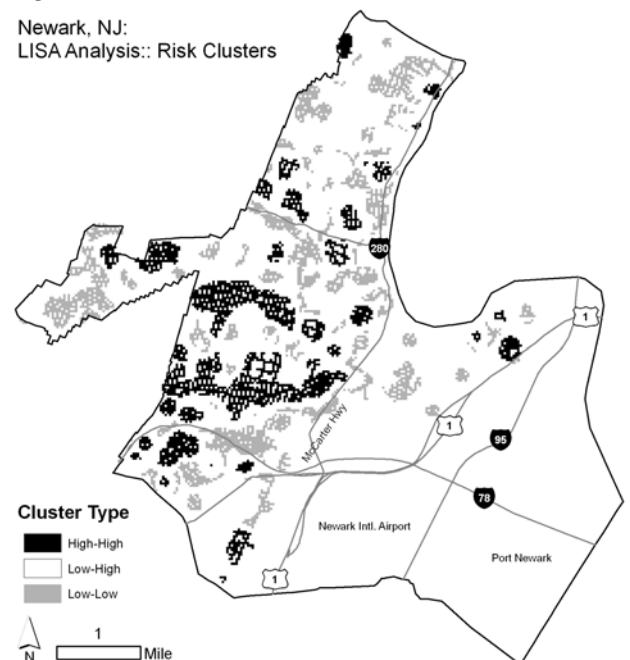 Newark, NJ:
LISA Analysis:: Risk Clusters
280
1
McCarter Hwy
1
95
78
Newark Intl. Airport
Port Newark
1
Cluster Type
High-High
Low-High
Low-Low
1
N
Mile